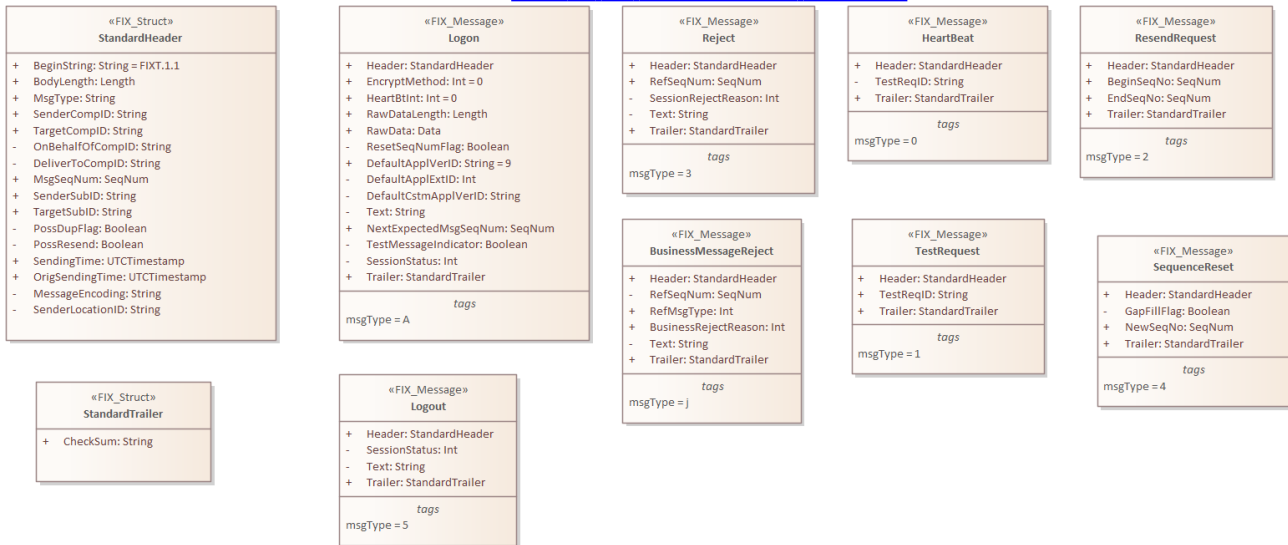 «FIX_Struct»
StandardHeader
+ BeginString: String = FIXT.1.1
+ BodyLength: Length
+ MsgType: String
+ SenderCompID: String
+ TargetCompID: String
- OnBehalfOfCompID: String
- DeliverToCompID: String
+ MsgSeqNum: SeqNum
+ SenderSubID: String
+ TargetSubID: String
- PossDupFlag: Boolean
- PossResend: Boolean
+ SendingTime: UTCTimestamp
+ OrigSendingTime: UTCTimestamp
- MessageEncoding: String
- SenderLocationID: String
«FIX_Struct»
StandardTrailer
+ CheckSum: String
«FIX_Message»
Logon
+ Header: StandardHeader
+ EncryptMethod: Int = 0
+ HeartBtInt: Int = 0
+ RawDataLength: Length
+ RawData: Data
- ResetSeqNumFlag: Boolean
+ DefaultApplVerID: String = 9
- DefaultApplExtID: Int
- DefaultCstmApplVerID: String
- Text: String
+ NextExpectedMsgSeqNum: SeqNum
- TestMessageIndicator: Boolean
- SessionStatus: Int
+ Trailer: StandardTrailer
tags
msgType = A
«FIX_Message»
Logout
+ Header: StandardHeader
- SessionStatus: Int
- Text: String
+ Trailer: StandardTrailer
tags
msgType = 5
«FIX_Message»
Reject
+ Header: StandardHeader
+ RefSeqNum: SeqNum
- SessionRejectReason: Int
- Text: String
+ Trailer: StandardTrailer
tags
msgType = 3
«FIX_Message»
BusinessMessageReject
+ Header: StandardHeader
- RefSeqNum: SeqNum
+ RefMsgType: Int
+ BusinessRejectReason: Int
- Text: String
+ Trailer: StandardTrailer
tags
msgType = j
«FIX_Message»
HeartBeat
+ Header: StandardHeader
- TestReqID: String
+ Trailer: StandardTrailer
tags
msgType = 0
«FIX_Message»
TestRequest
+ Header: StandardHeader
+ TestReqID: String
+ Trailer: StandardTrailer
tags
msgType = 1
«FIX_Message»
ResendRequest
+ Header: StandardHeader
+ BeginSeqNo: SeqNum
+ EndSeqNo: SeqNum
+ Trailer: StandardTrailer
tags
msgType = 2
«FIX_Message»
SequenceReset
+ Header: StandardHeader
- GapFillFlag: Boolean
+ NewSeqNo: SeqNum
+ Trailer: StandardTrailer
tags
msgType = 4